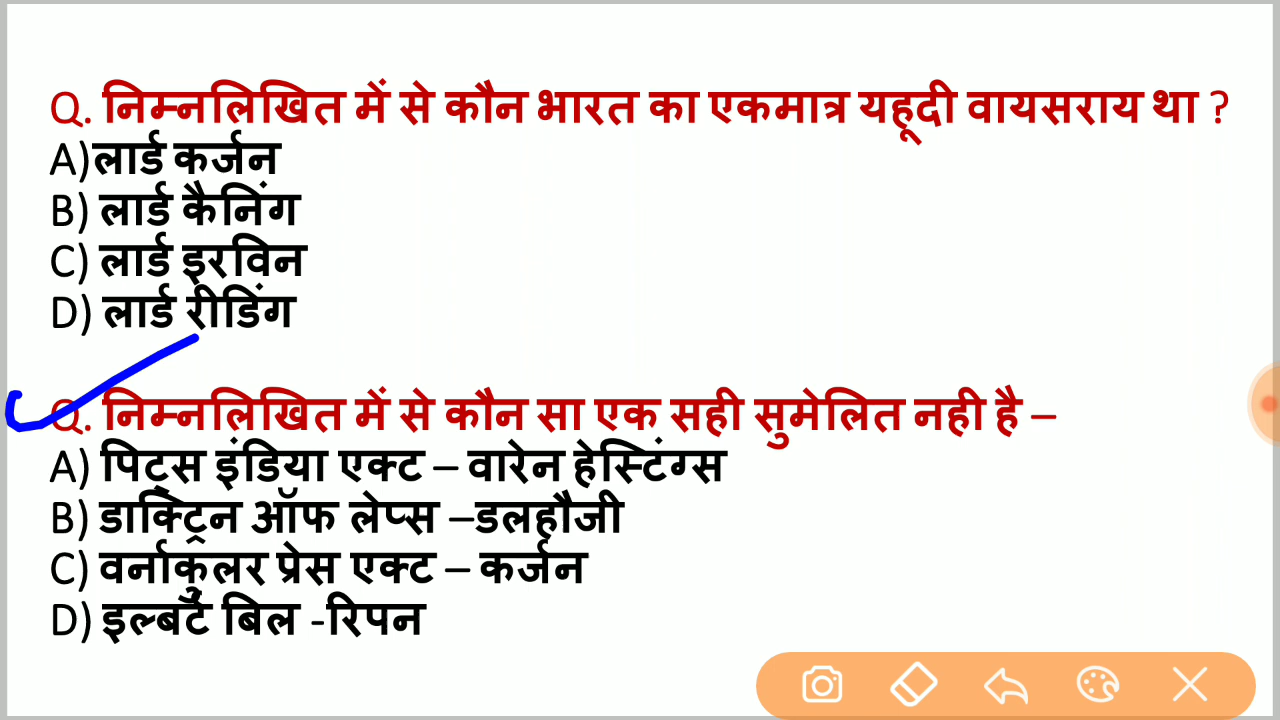 Q. निम्नलिखित में से कौन भारत का एकमात्र यहूदी वायसराय था ?
A)लार्ड कर्जन
B) लार्ड कैनिंग
C) लार्ड इरविन
D) लार्ड रीडिंग
Q. निम्नलिखित में से कौन सा एक सही सुमेलित नही है –
A) पिट्स इंडिया एक्ट – वारेन हेस्टिंग्स
B) डाक्ट्रिन ऑफ लेप्स –डलहौजी
C) वर्नाकुलर प्रेस एक्ट – कर्जन
D) इल्बर्ट बिल -रिपन